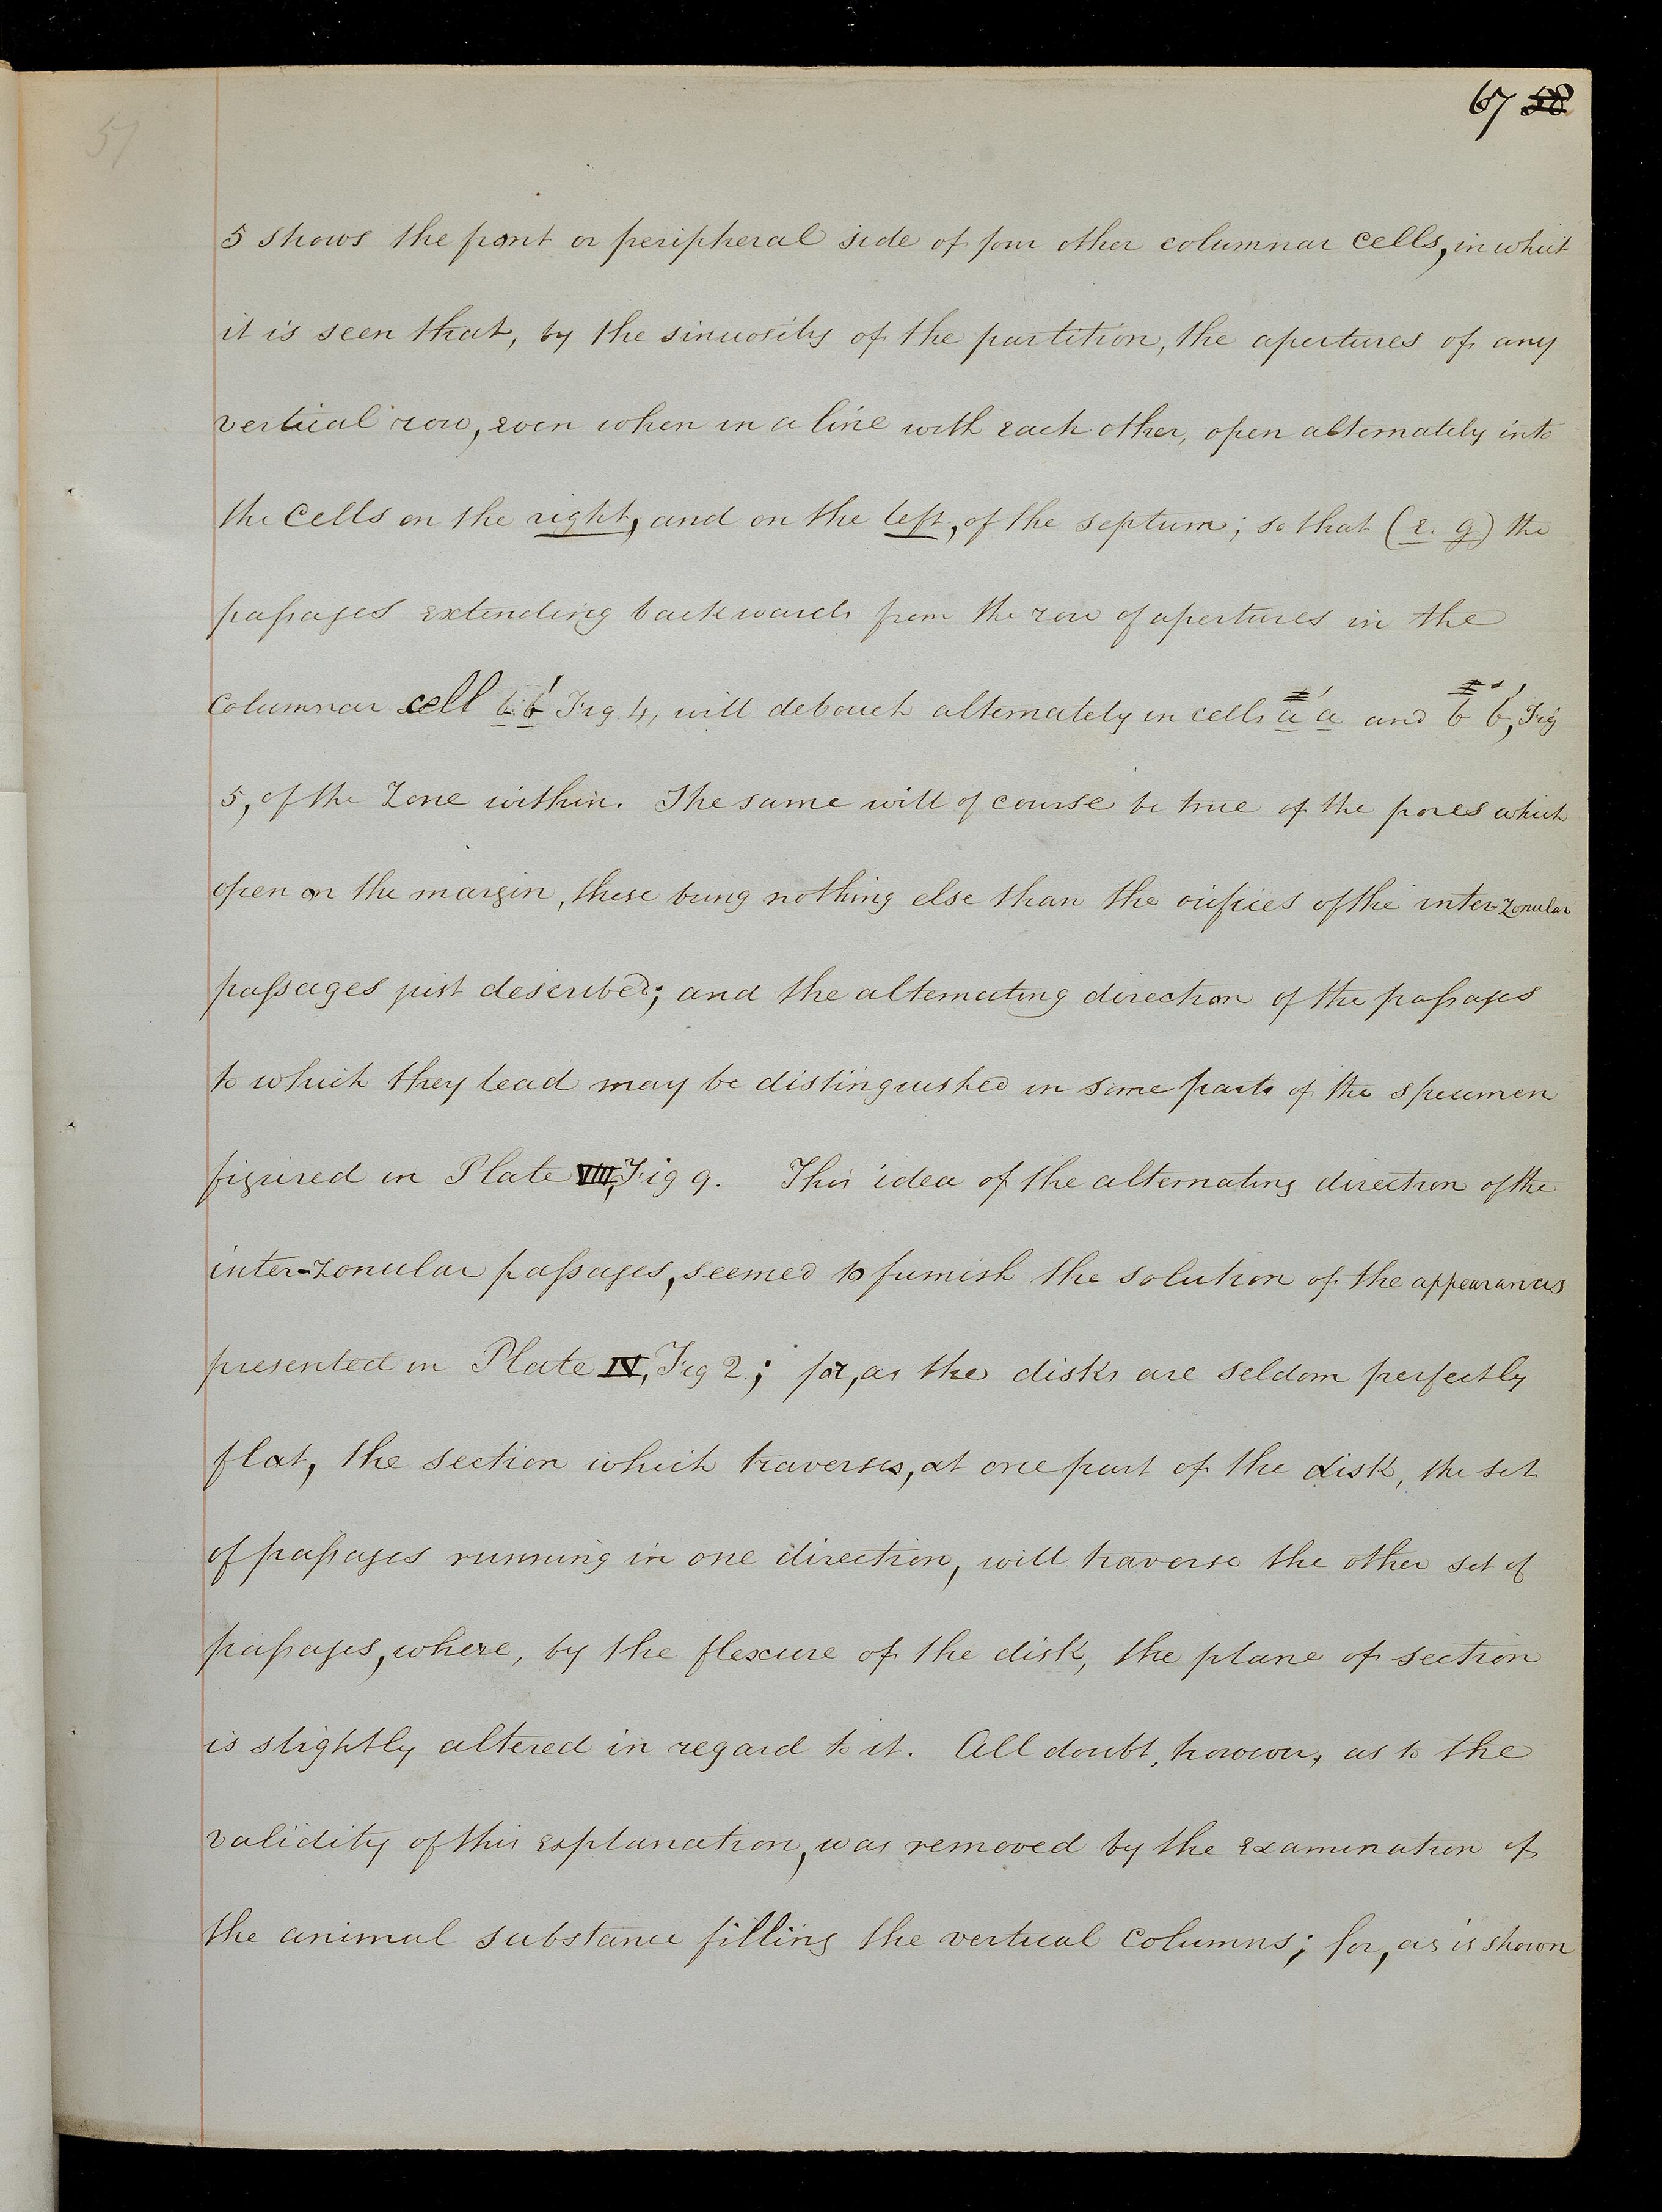 67 58
57
5 shows the front or peripheral side of four other columnar cells, in which
it is seen that, by the sinuosity of the partition, the apertures of any
vertical row, even when in a line with each other, open alternately into
the cells on the right, and on the left, of the septum; so that (e. g) the
passages extending backwards from the row of apertures in the
columnar cell b b' Fig. 4, will debouch alternately in cells a' a and b' b', Fig
5, of the Zone within. The same will of course be true of the pores which
open on the margin, these being nothing else than the orifices of the inter-zonular
passages just described; and the alternating direction of the passages
to which they lead may be distinguished in some parts of the specimen
figured in Plate VIII, Fig 9. This idea of the alternating direction of the
inter-zonular passages, seemed to furnish the solution of the appearances
presented in Plate IV, Fig 2; for, as the disks are seldom perfectly
flat, the section which traverses, at one part of the disk, the set
of passages running in one direction, will traverse the other set of
passages, where, by the flexure of the disk, the plane of section
is slightly altered in regard to it. All doubt, however, as to the
validity of this explanation, was removed by the examination of
the animal substance filling the vertical columns; for, as is shown